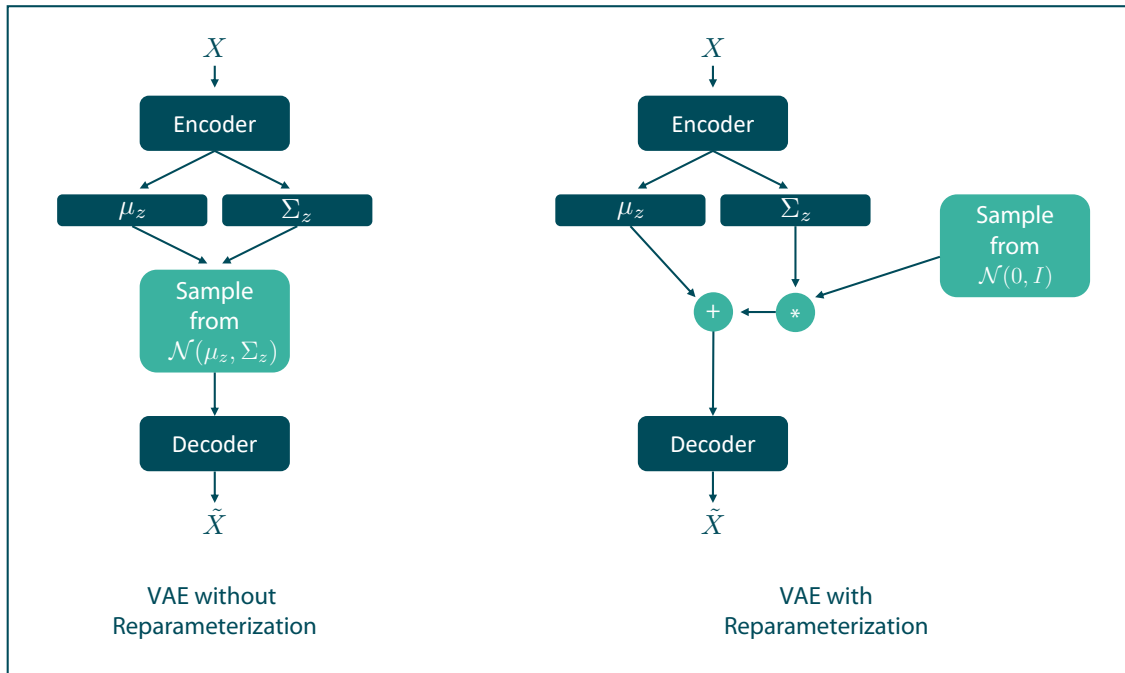 X
Encoder
μ_z
Σ_z
Sample
from
𝒩(μ_z, Σ_z)
Decoder
X̃
VAE without
Reparameterization
X
Encoder
μ_z
Σ_z
Sample
from
𝒩(0, I)
+
*
Decoder
X̃
VAE with
Reparameterization